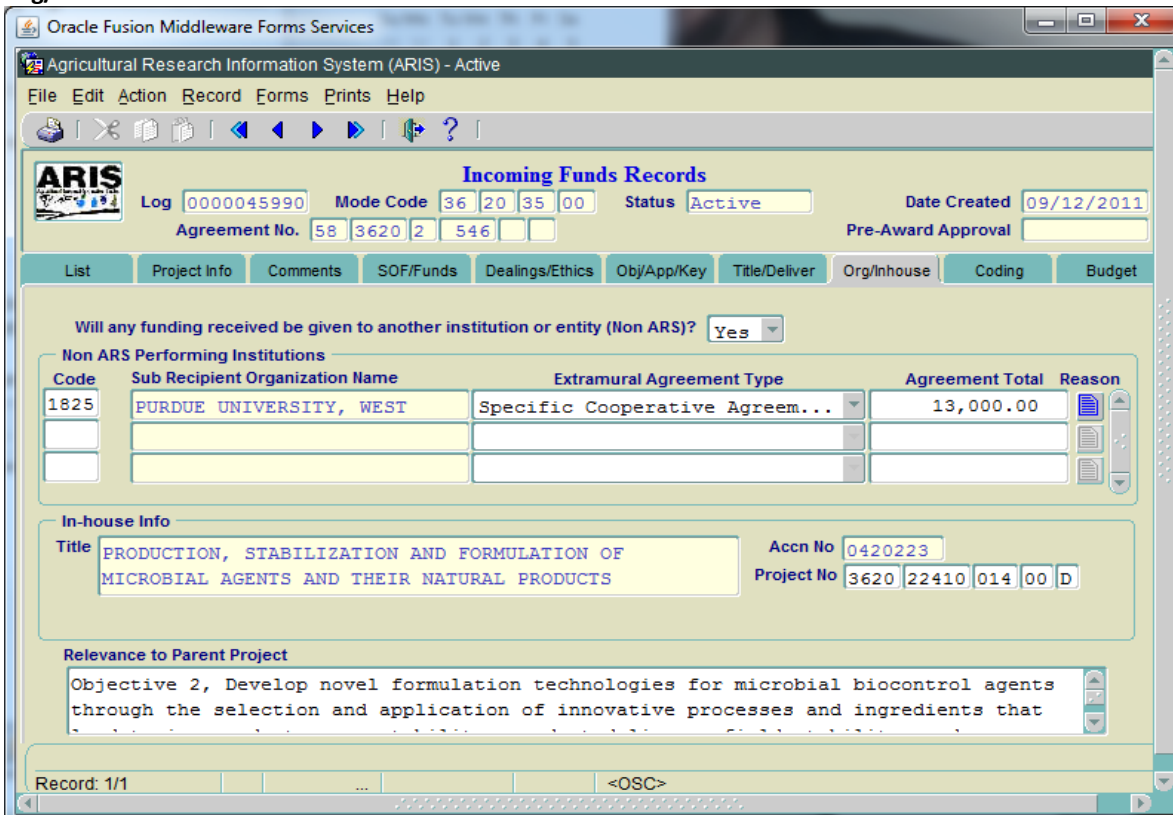 Oracle Fusion Middleware Forms Services
Agricultural Research Information System (ARIS) - Active
File Edit Action Record Forms Prints Help
ARIS
Incoming Funds Records
Log 0000045990 Mode Code 36 20 35 00 Status Active Date Created 09/12/2011
Agreement No. 58 3620 2 546 Pre-Award Approval
List Project Info Comments SOF/Funds Dealings/Ethics Obj/App/Key Title/Deliver Org/Inhouse Coding Budget
Will any funding received be given to another institution or entity (Non ARS)? Yes
Non ARS Performing Institutions
Code Sub Recipient Organization Name Extramural Agreement Type Agreement Total Reason
1825 PURDUE UNIVERSITY, WEST Specific Cooperative Agreem... 13,000.00
In-house Info
Title PRODUCTION, STABILIZATION AND FORMULATION OF Accn No 0420223
MICROBIAL AGENTS AND THEIR NATURAL PRODUCTS Project No 3620 22410 014 00 D
Relevance to Parent Project
Objective 2, Develop novel formulation technologies for microbial biocontrol agents
through the selection and application of innovative processes and ingredients that
Record: 1/1 ... <OSC>